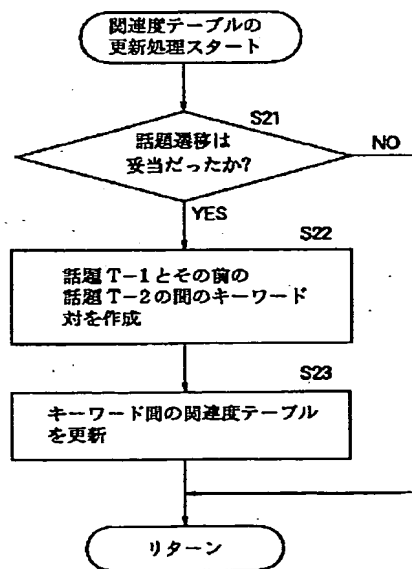 関連度テーブルの
更新処理スタート
S21
話題遷移は
妥当だったか?
NO
YES
S22
話題T-1とその前の
話題T-2の間のキーワード
対を作成
S23
キーワード間の関連度テーブル
を更新
リターン